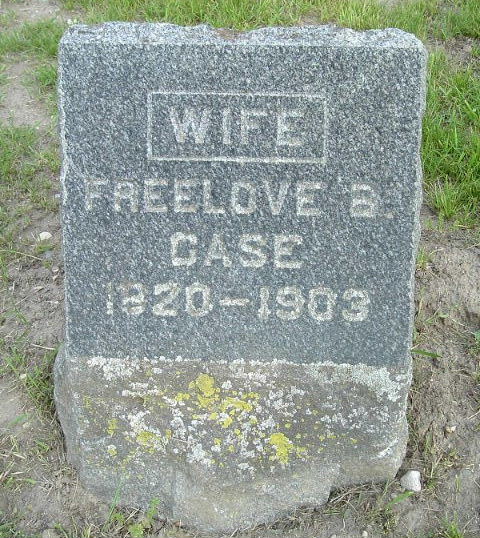 WIFE
FREELOVE B.
CASE
1820-1903